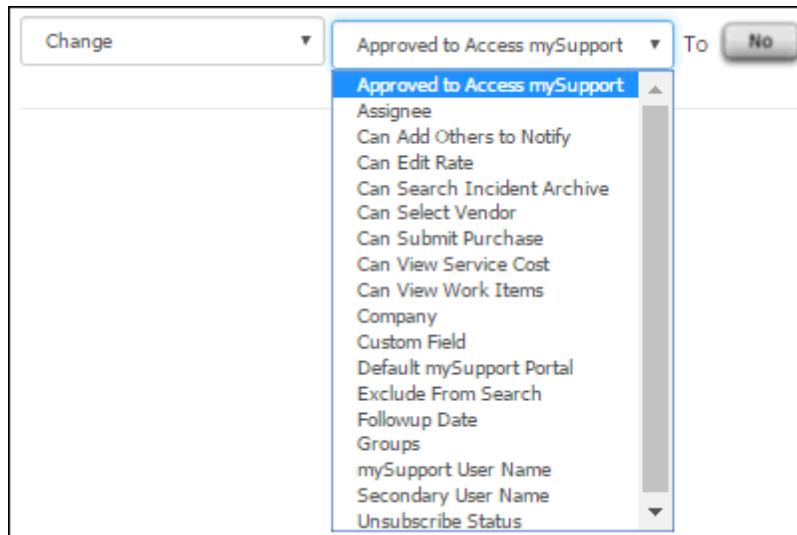 Change Approved to Access mySupport To No
Approved to Access mySupport
Assignee
Can Add Others to Notify
Can Edit Rate
Can Search Incident Archive
Can Select Vendor
Can Submit Purchase
Can View Service Cost
Can View Work Items
Company
Custom Field
Default mySupport Portal
Exclude From Search
Followup Date
Groups
mySupport User Name
Secondary User Name
Unsubscribe Status